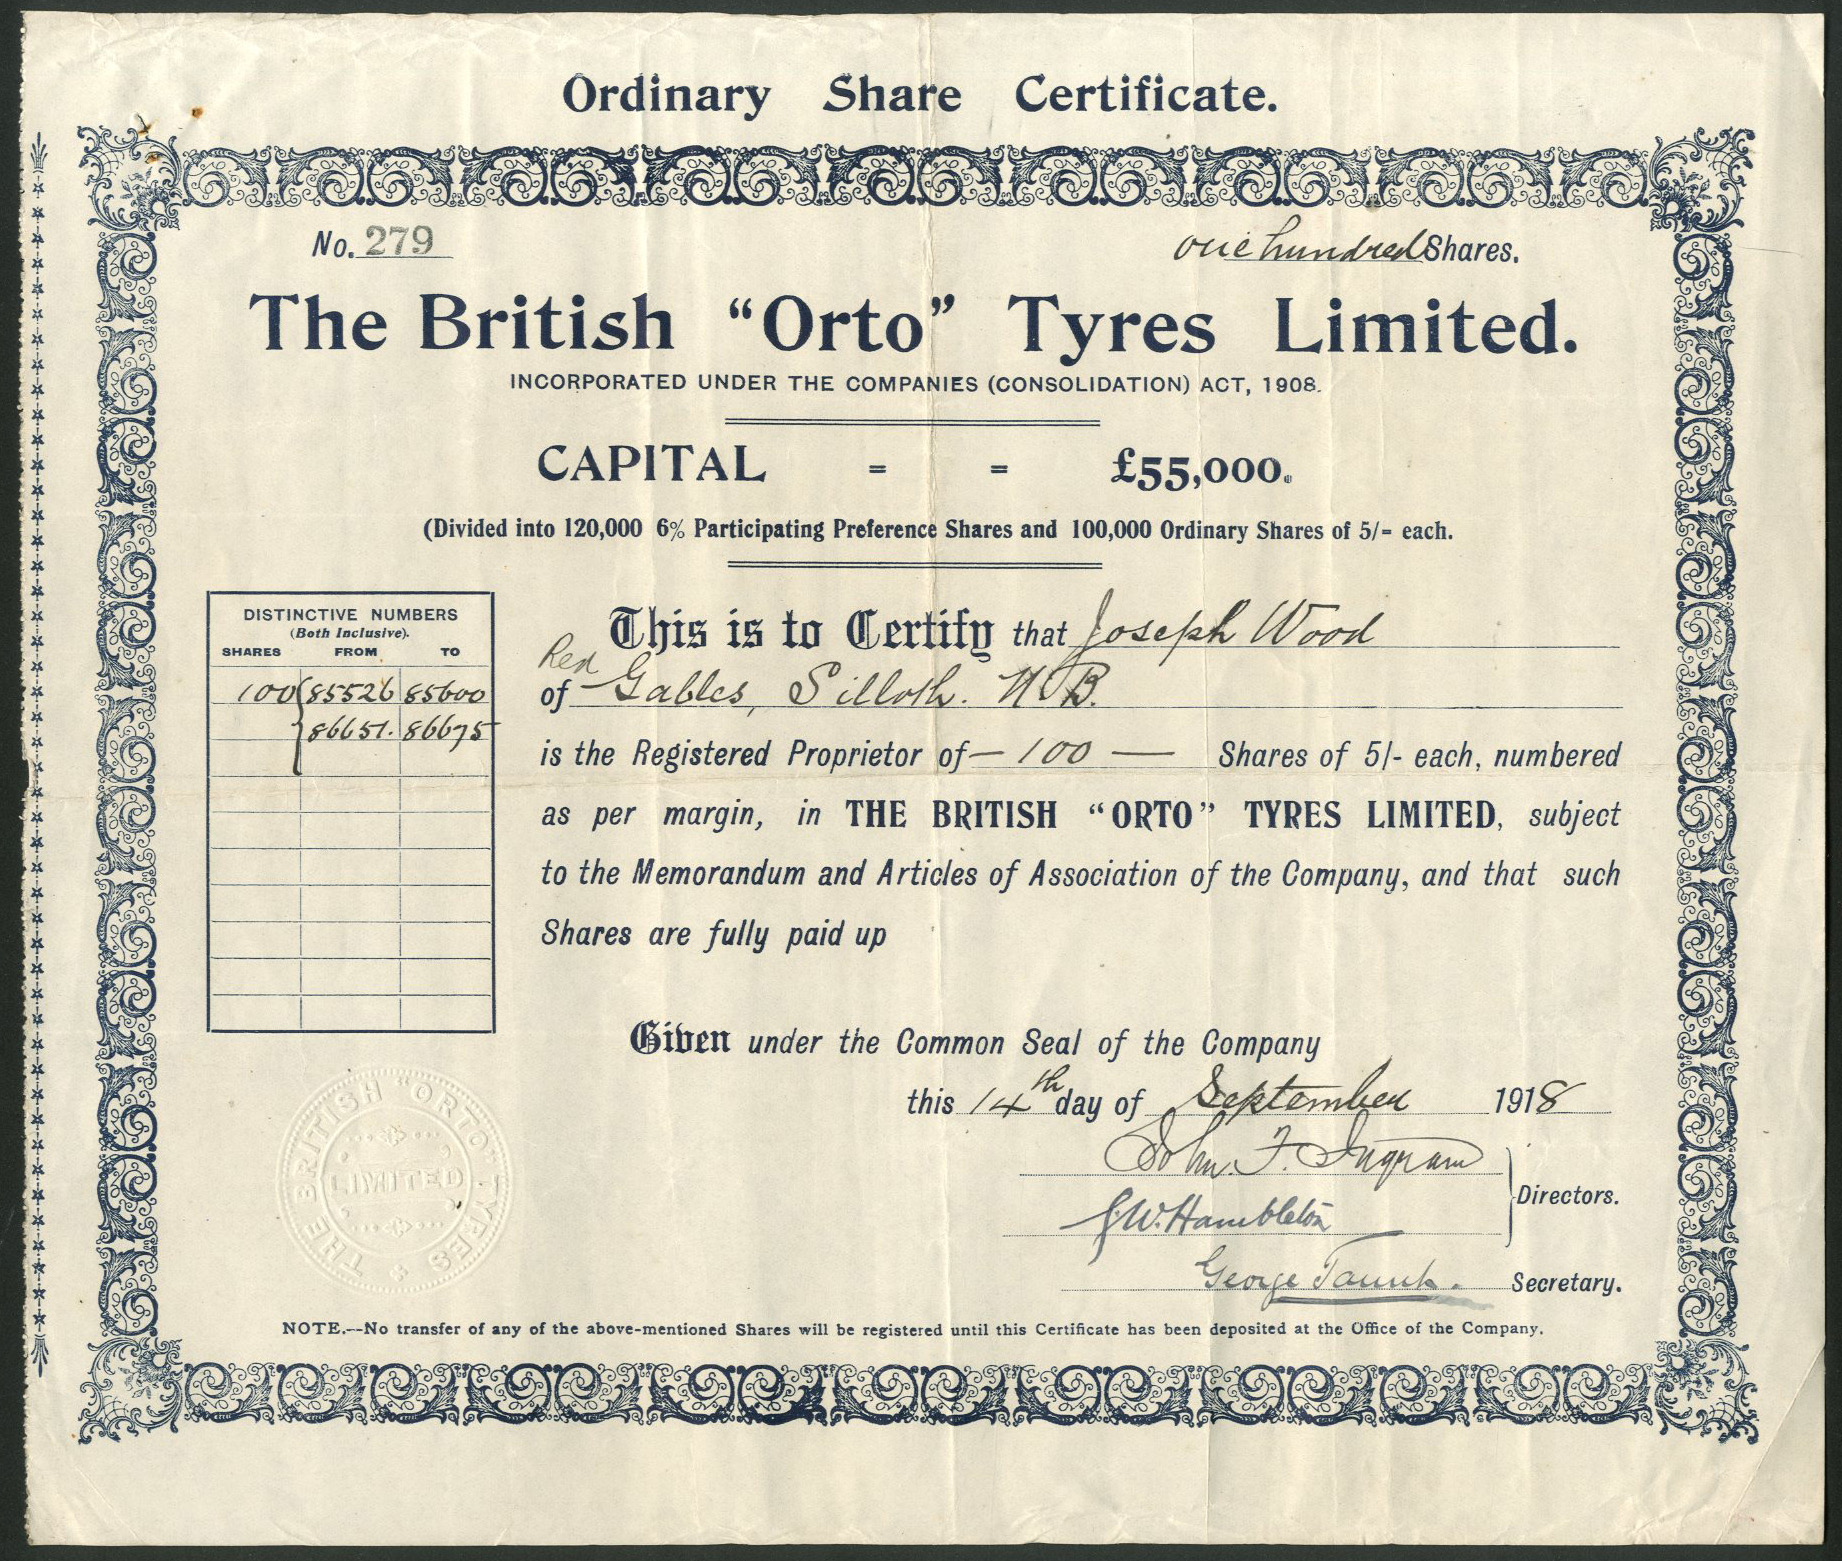 Ordinary Share Certificate.
No. 279
one hundred Shares.
The British “Orto” Tyres Limited.
INCORPORATED UNDER THE COMPANIES (CONSOLIDATION) ACT, 1908.
CAPITAL = = £55,000.
(Divided into 120,000 6% Participating Preference Shares and 100,000 Ordinary Shares of 5/= each.
DISTINCTIVE NUMBERS
(Both Inclusive).
SHARES FROM TO
100 85526 85600
86651. 86675
This is to Certify that Joseph Wood
Red
of Gables, Silloth. N.B.
is the Registered Proprietor of — 100 — Shares of 5/- each, numbered
as per margin, in THE BRITISH “ORTO” TYRES LIMITED, subject
to the Memorandum and Articles of Association of the Company, and that such
Shares are fully paid up
Given under the Common Seal of the Company
this 14th day of September 1918
John. F. Ingram
J.W. Hambleton
Directors.
George Secretary.
THE BRITISH "ORTO" TYRES
LIMITED
NOTE.--No transfer of any of the above-mentioned Shares will be registered until this Certificate has been deposited at the Office of the Company.